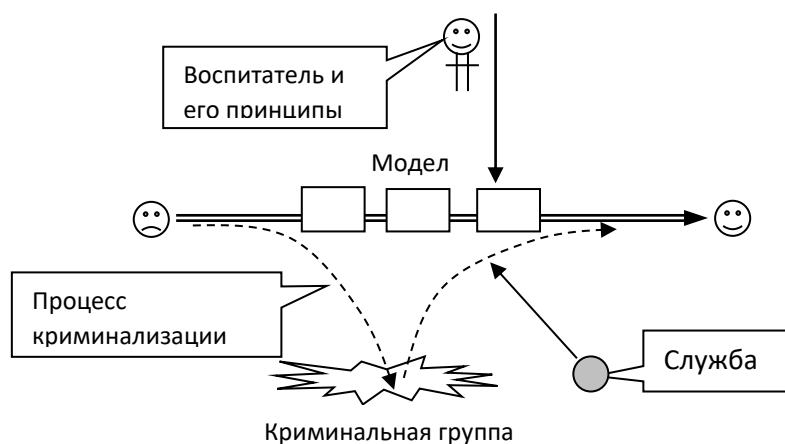 Воспитатель и
его принципы
Модел
Процесс
криминализации
Служба
Криминальная группа